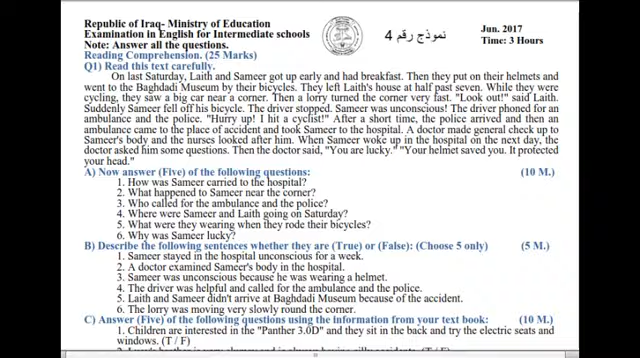 Republic of Iraq- Ministry of Education
Examination in English for Intermediate schools
Note: Answer all the questions.
نموذج رقم 4
Jun. 2017
Time: 3 Hours
Reading Comprehension. (25 Marks)
Q1) Read this text carefully.
On last Saturday, Laith and Sameer got up early and had breakfast. Then they put on their helmets and
went to the Baghdadi Museum by their bicycles. They left Laith's house at half past seven. While they were
cycling, they saw a big car near a corner. Then a lorry turned the corner very fast. "Look out!" said Laith.
Suddenly Sameer fell off his bicycle. The driver stopped. Sameer was unconscious! The driver phoned for an
ambulance and the police. "Hurry up! I hit a cyclist!" After a short time, the police arrived and then an
ambulance came to the place of accident and took Sameer to the hospital. A doctor made general check up to
Sameer's body and the nurses looked after him. When Sameer woke up in the hospital on the next day, the
doctor asked him some questions. Then the doctor said, "You are lucky." "Your helmet saved you. It protected
your head."
A) Now answer (Five) of the following questions: (10 M.)
1. How was Sameer carried to the hospital?
2. What happened to Sameer near the corner?
3. Who called for the ambulance and the police?
4. Where were Sameer and Laith going on Saturday?
5. What were they wearing when they rode their bicycles?
6. Why was Sameer lucky?
B) Describe the following sentences whether they are (True) or (False): (Choose 5 only) (5 M.)
1. Sameer stayed in the hospital unconscious for a week.
2. A doctor examined Sameer's body in the hospital.
3. Sameer was unconscious because he was wearing a helmet.
4. The driver was helpful and called for the ambulance and the police.
5. Laith and Sameer didn't arrive at Baghdadi Museum because of the accident.
6. The lorry was moving very slowly round the corner.
C) Answer (Five) of the following questions using the information from your text book: (10 M.)
1. Children are interested in the "Panther 3.0D" and they sit in the back and try the electric seats and
windows. (T / F)